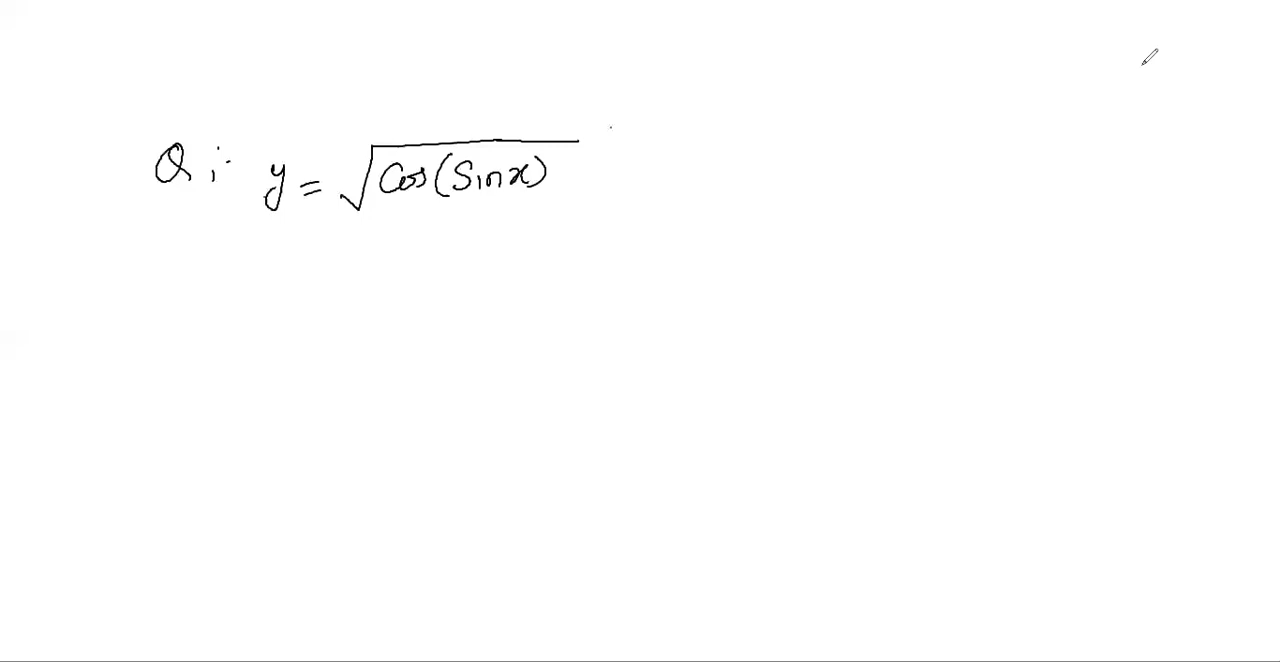 Q :- y = √Cos(Sinx)